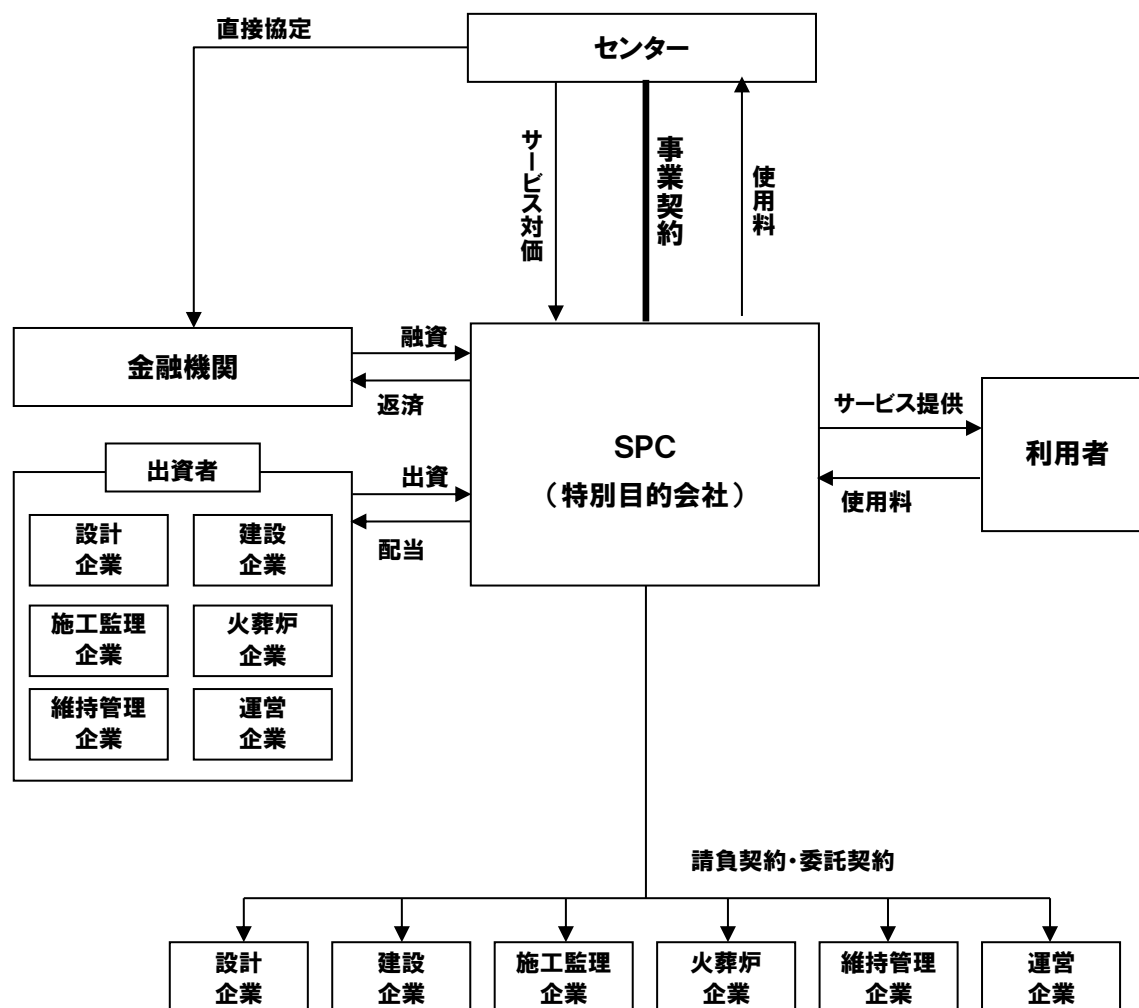 直接協定
センター
サービス対価
事業契約
使用料
金融機関
融資
返済
SPC
（特別目的会社）
サービス提供
使用料
利用者
出資者
出資
配当
設計
企業
建設
企業
施工監理
企業
火葬炉
企業
維持管理
企業
運営
企業
請負契約・委託契約
設計
企業
建設
企業
施工監理
企業
火葬炉
企業
維持管理
企業
運営
企業